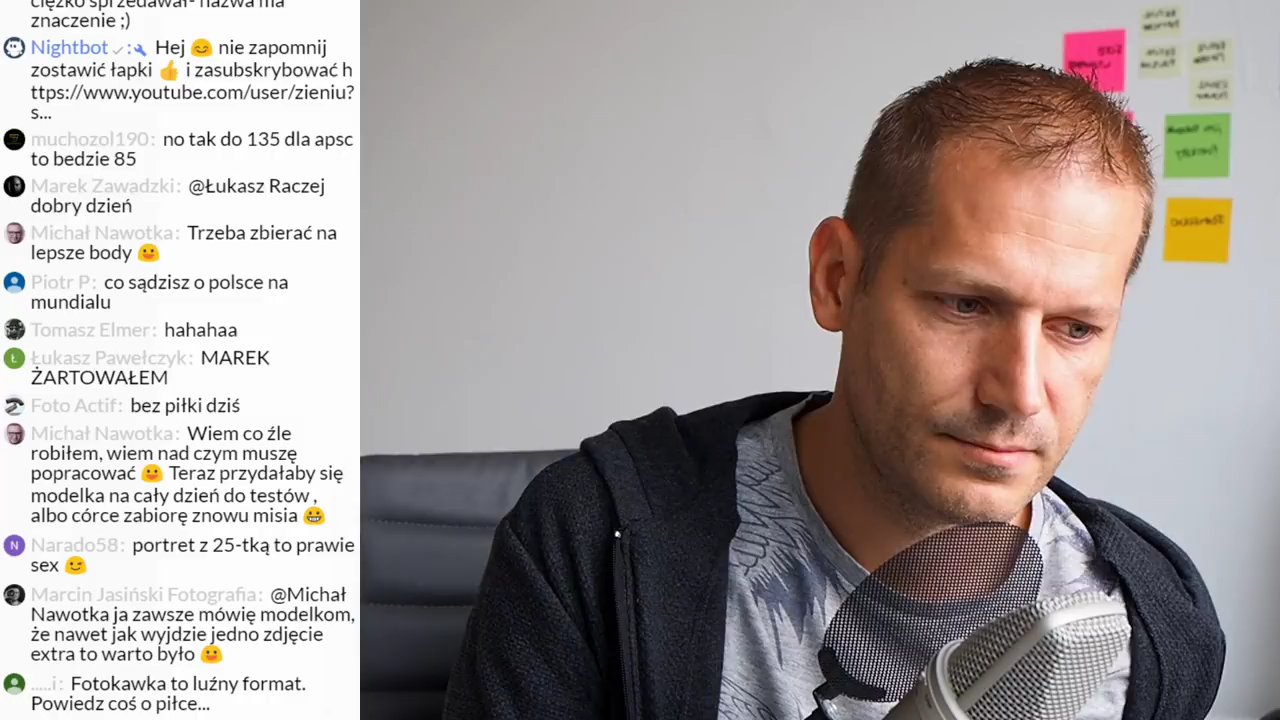 ciężko sprzedawał- nazwa ma
znaczenie ;)
Nightbot : Hej 😊 nie zapomnij
zostawić łapki 👍 i zasubskrybować h
ttps://www.youtube.com/user/zieniu?
s...
muchozol190: no tak do 135 dla apsc
to bedzie 85
Marek Zawadzki: @Łukasz Raczej
dobry dzień
Michał Nawotka: Trzeba zbierać na
lepsze body 😀
Piotr P: co sądzisz o polsce na
mundialu
Tomasz Elmer: hahahaa
Łukasz Pawełczyk: MAREK
ŻARTOWAŁEM
Foto Actif: bez piłki dziś
Michał Nawotka: Wiem co źle
robiłem, wiem nad czym muszę
popracować 😀 Teraz przydałaby się
modelka na cały dzień do testów ,
albo córce zabiorę znowu misia 😁
Narado58: portret z 25-tką to prawie
sex 😉
Marcin Jasiński Fotografia: @Michał
Nawotka ja zawsze mówię modelkom,
że nawet jak wyjdzie jedno zdjęcie
extra to warto było 😀
.....i: Fotokawka to luźny format.
Powiedz coś o piłce...